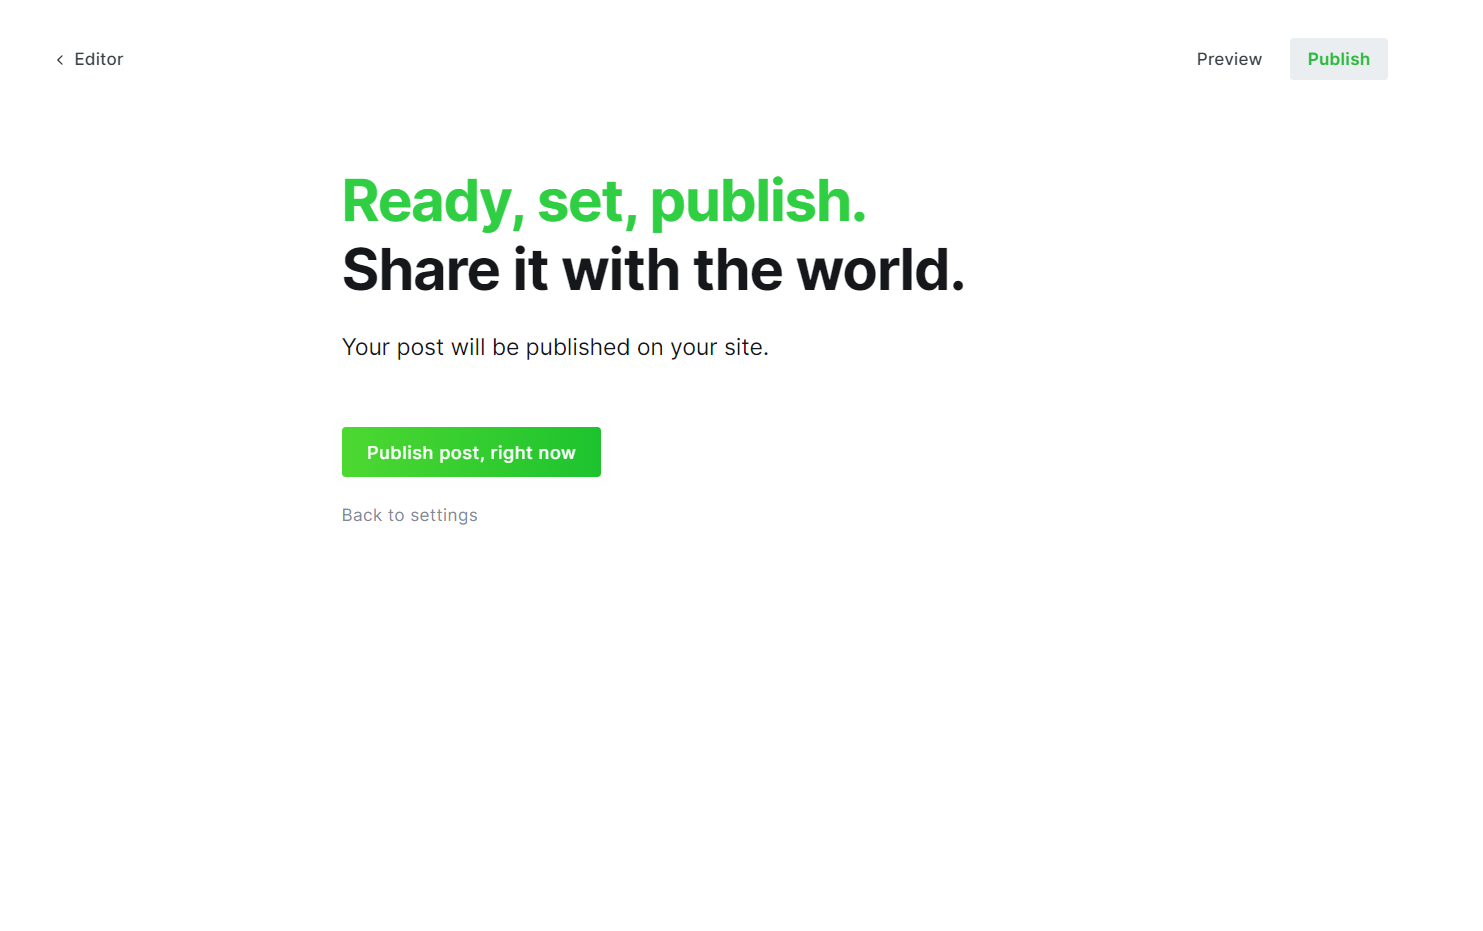 Editor
Preview
Publish
Ready, set, publish.
Share it with the world.
Your post will be published on your site.
Publish post, right now
Back to settings